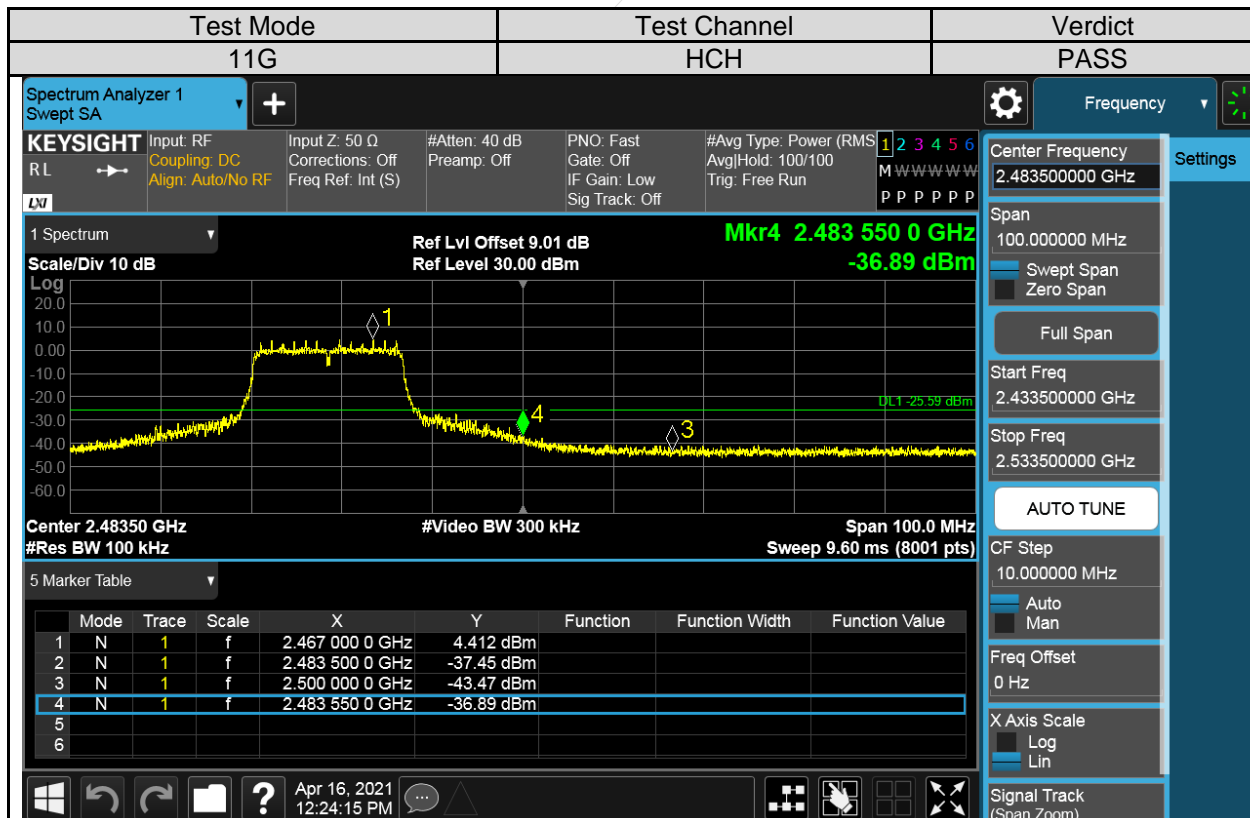 Test Mode Test Channel Verdict
11G HCH PASS
Spectrum Analyzer 1
Swept SA
+
Frequency
KEYSIGHT Input: RF Input Z: 50 Ω #Atten: 40 dB PNO: Fast #Avg Type: Power (RMS 1 2 3 4 5 6
RL Coupling: DC Corrections: Off Preamp: Off Gate: Off Avg|Hold: 100/100 M W W W W W
Align: Auto/No RF Freq Ref: Int (S) IF Gain: Low Trig: Free Run
LXI Sig Track: Off P P P P P P
1 Spectrum
Ref Lvl Offset 9.01 dB Mkr4 2.483 550 0 GHz
Scale/Div 10 dB Ref Level 30.00 dBm -36.89 dBm
Log
20.0
10.0
0.00
-10.0
-20.0
-30.0
-40.0
-50.0
-60.0
1
DL1 -25.59 dBm
4
3
Center 2.48350 GHz #Video BW 300 kHz Span 100.0 MHz
#Res BW 100 kHz Sweep 9.60 ms (8001 pts)
5 Marker Table
Mode Trace Scale X Y Function Function Width Function Value
1 N 1 f 2.467 000 0 GHz 4.412 dBm
2 N 1 f 2.483 500 0 GHz -37.45 dBm
3 N 1 f 2.500 000 0 GHz -43.47 dBm
4 N 1 f 2.483 550 0 GHz -36.89 dBm
5
6
?
Apr 16, 2021
12:24:15 PM
Center Frequency
2.483500000 GHz
Settings
Span
100.000000 MHz
Swept Span
Zero Span
Full Span
Start Freq
2.433500000 GHz
Stop Freq
2.533500000 GHz
AUTO TUNE
CF Step
10.000000 MHz
Auto
Man
Freq Offset
0 Hz
X Axis Scale
Log
Lin
Signal Track
(Span Zoom)